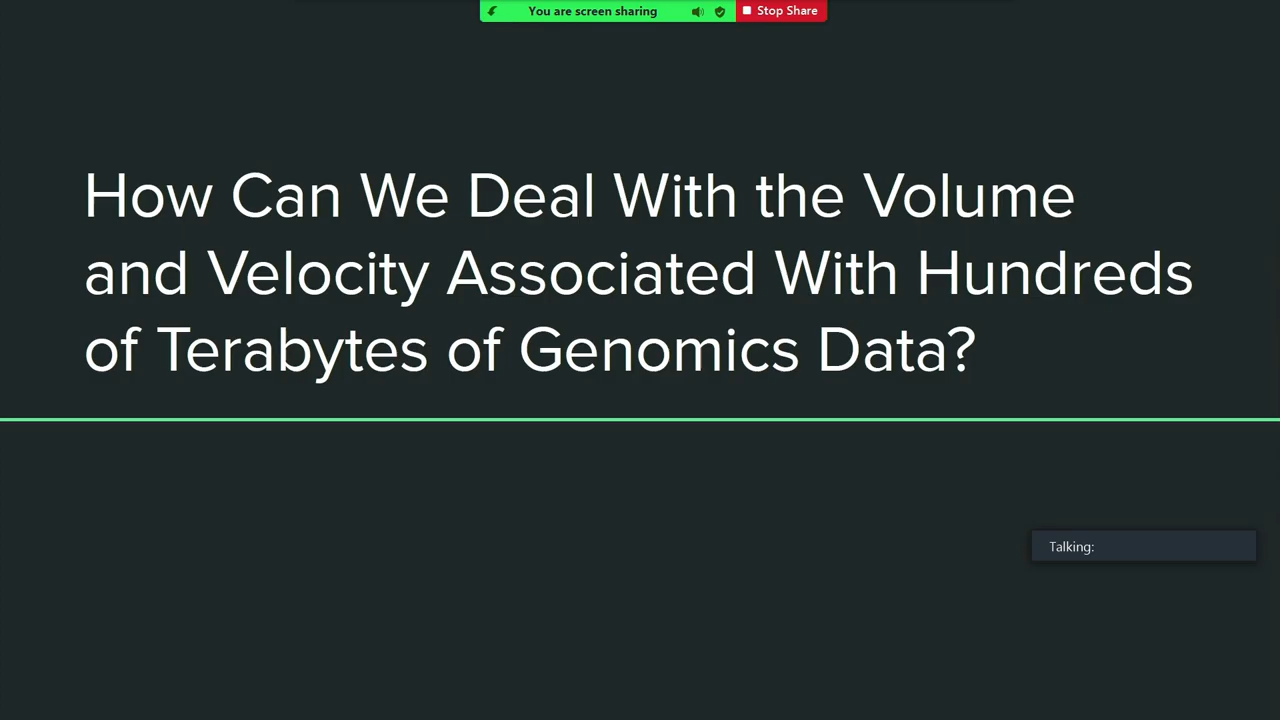 You are screen sharing
Stop Share
How Can We Deal With the Volume
and Velocity Associated With Hundreds
of Terabytes of Genomics Data?
Talking: